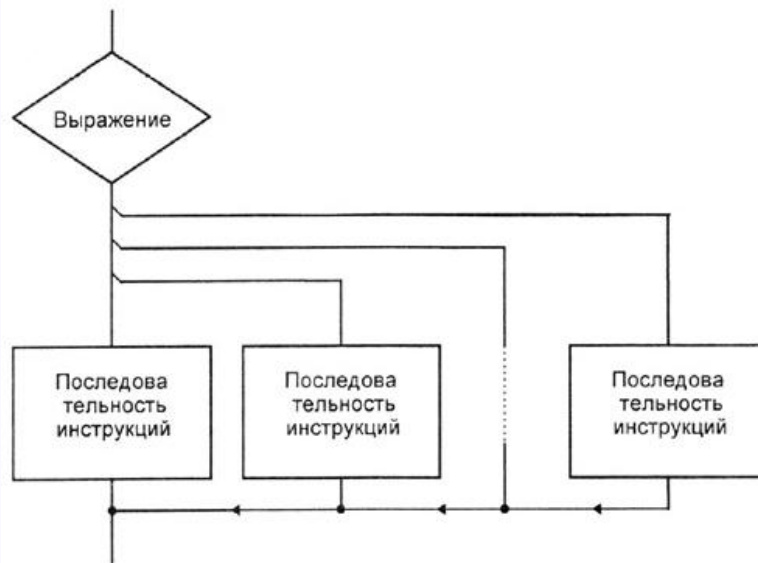 Выражение
Последова
тельность
инструкций
Последова
тельность
инструкций
Последова
тельность
инструкций